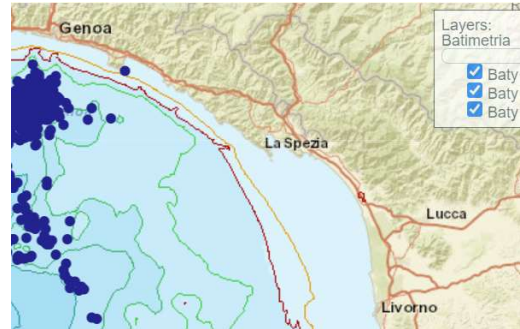 Genoa
Layers:
Batimetria
Baty
Baty
Baty
La Spezia
Lucca
Livorno